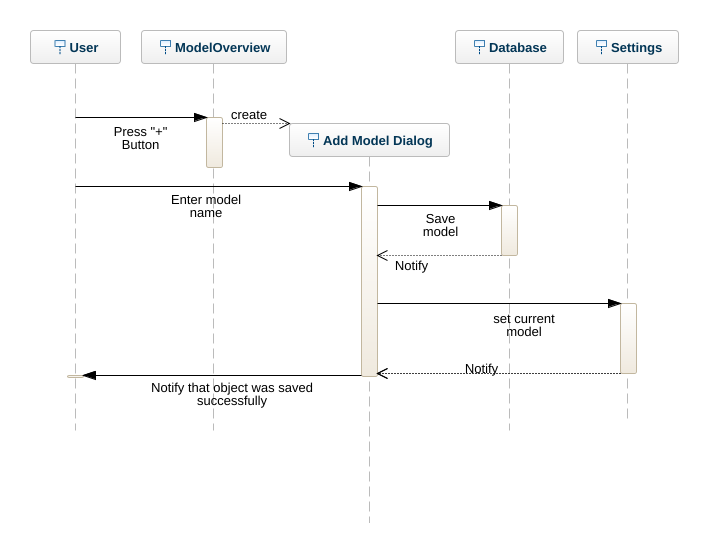 User
ModelOverview
Database
Settings
create
Press "+"
Button
Add Model Dialog
Enter model
name
Save
model
Notify
set current
model
Notify
Notify that object was saved
successfully